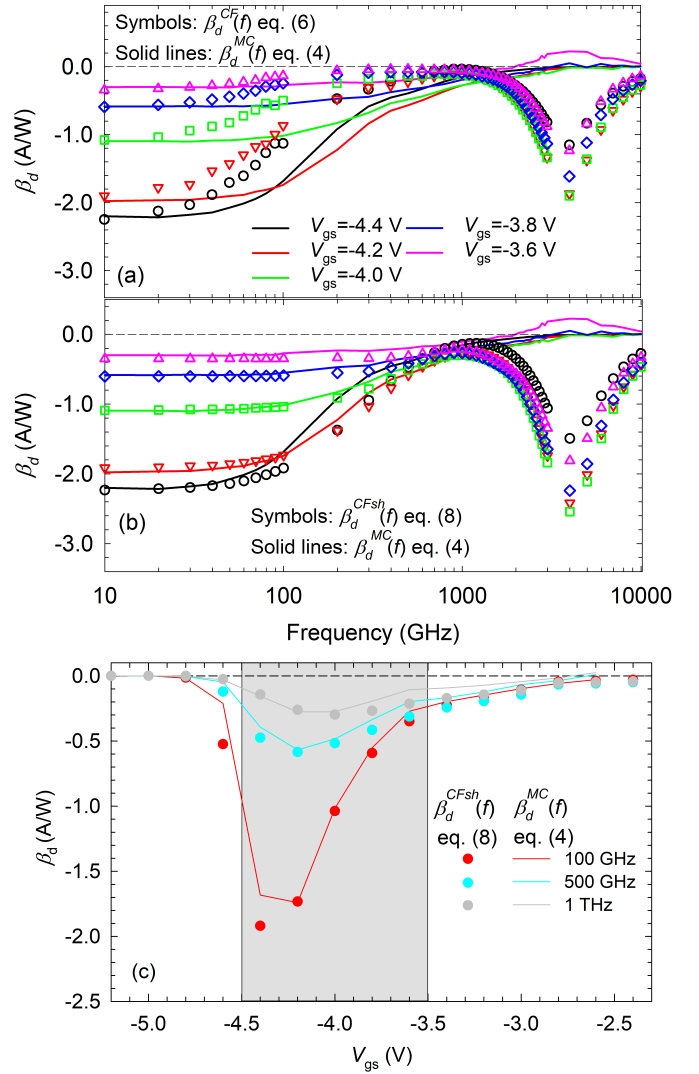 Symbols: β_d^CF(f) eq. (6)
Solid lines: β_d^MC(f) eq. (4)
0.0
-1.0
-2.0
-3.0
β_d (A/W)
V_gs=-4.4 V
V_gs=-3.8 V
V_gs=-4.2 V
V_gs=-3.6 V
V_gs=-4.0 V
(a)
0.0
-1.0
-2.0
-3.0
β_d (A/W)
(b)
Symbols: β_d^CFsh(f) eq. (8)
Solid lines: β_d^MC(f) eq. (4)
10 100 1000 10000
Frequency (GHz)
0.0
-0.5
-1.0
-1.5
-2.0
-2.5
β_d (A/W)
β_d^CFsh(f) β_d^MC(f)
eq. (8) eq. (4)
100 GHz
500 GHz
1 THz
(c)
-5.0 -4.5 -4.0 -3.5 -3.0 -2.5
V_gs (V)